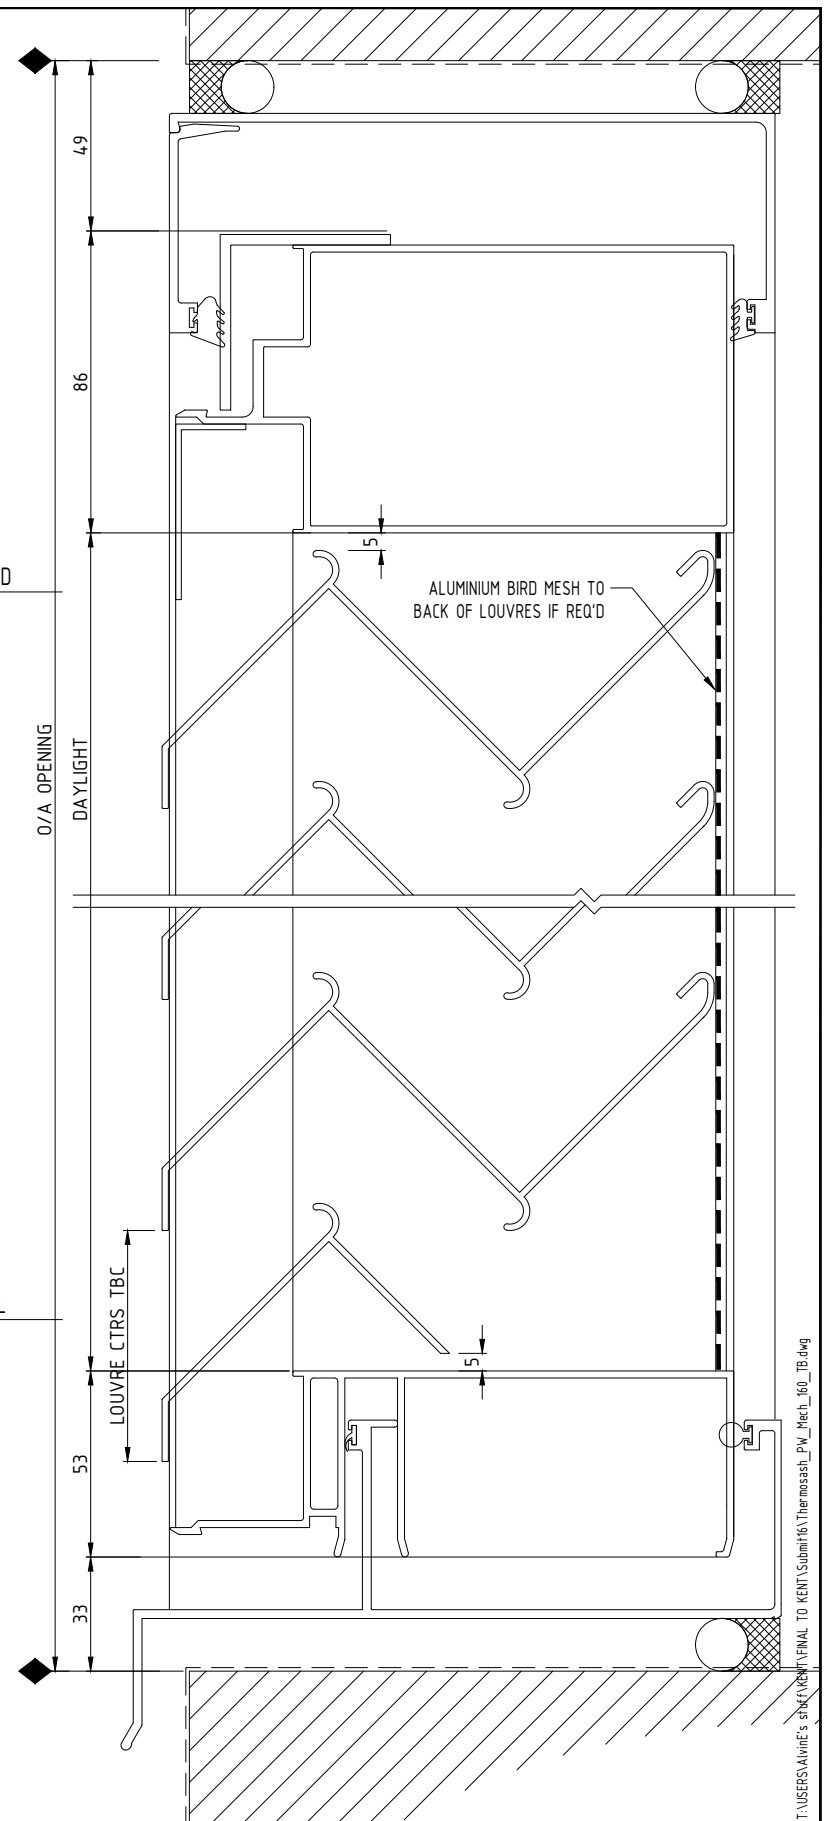 49
86
5
D
ALUMINIUM BIRD MESH TO
BACK OF LOUVRES IF REQ'D
O/A OPENING
DAYLIGHT
LOUVRE CTRS TBC
5
53
33
T:\USERS\AlvinE's stuff\KENT\FINAL TO KENT\Submit16\Thermosash_PW_Mech_160_TB.dwg